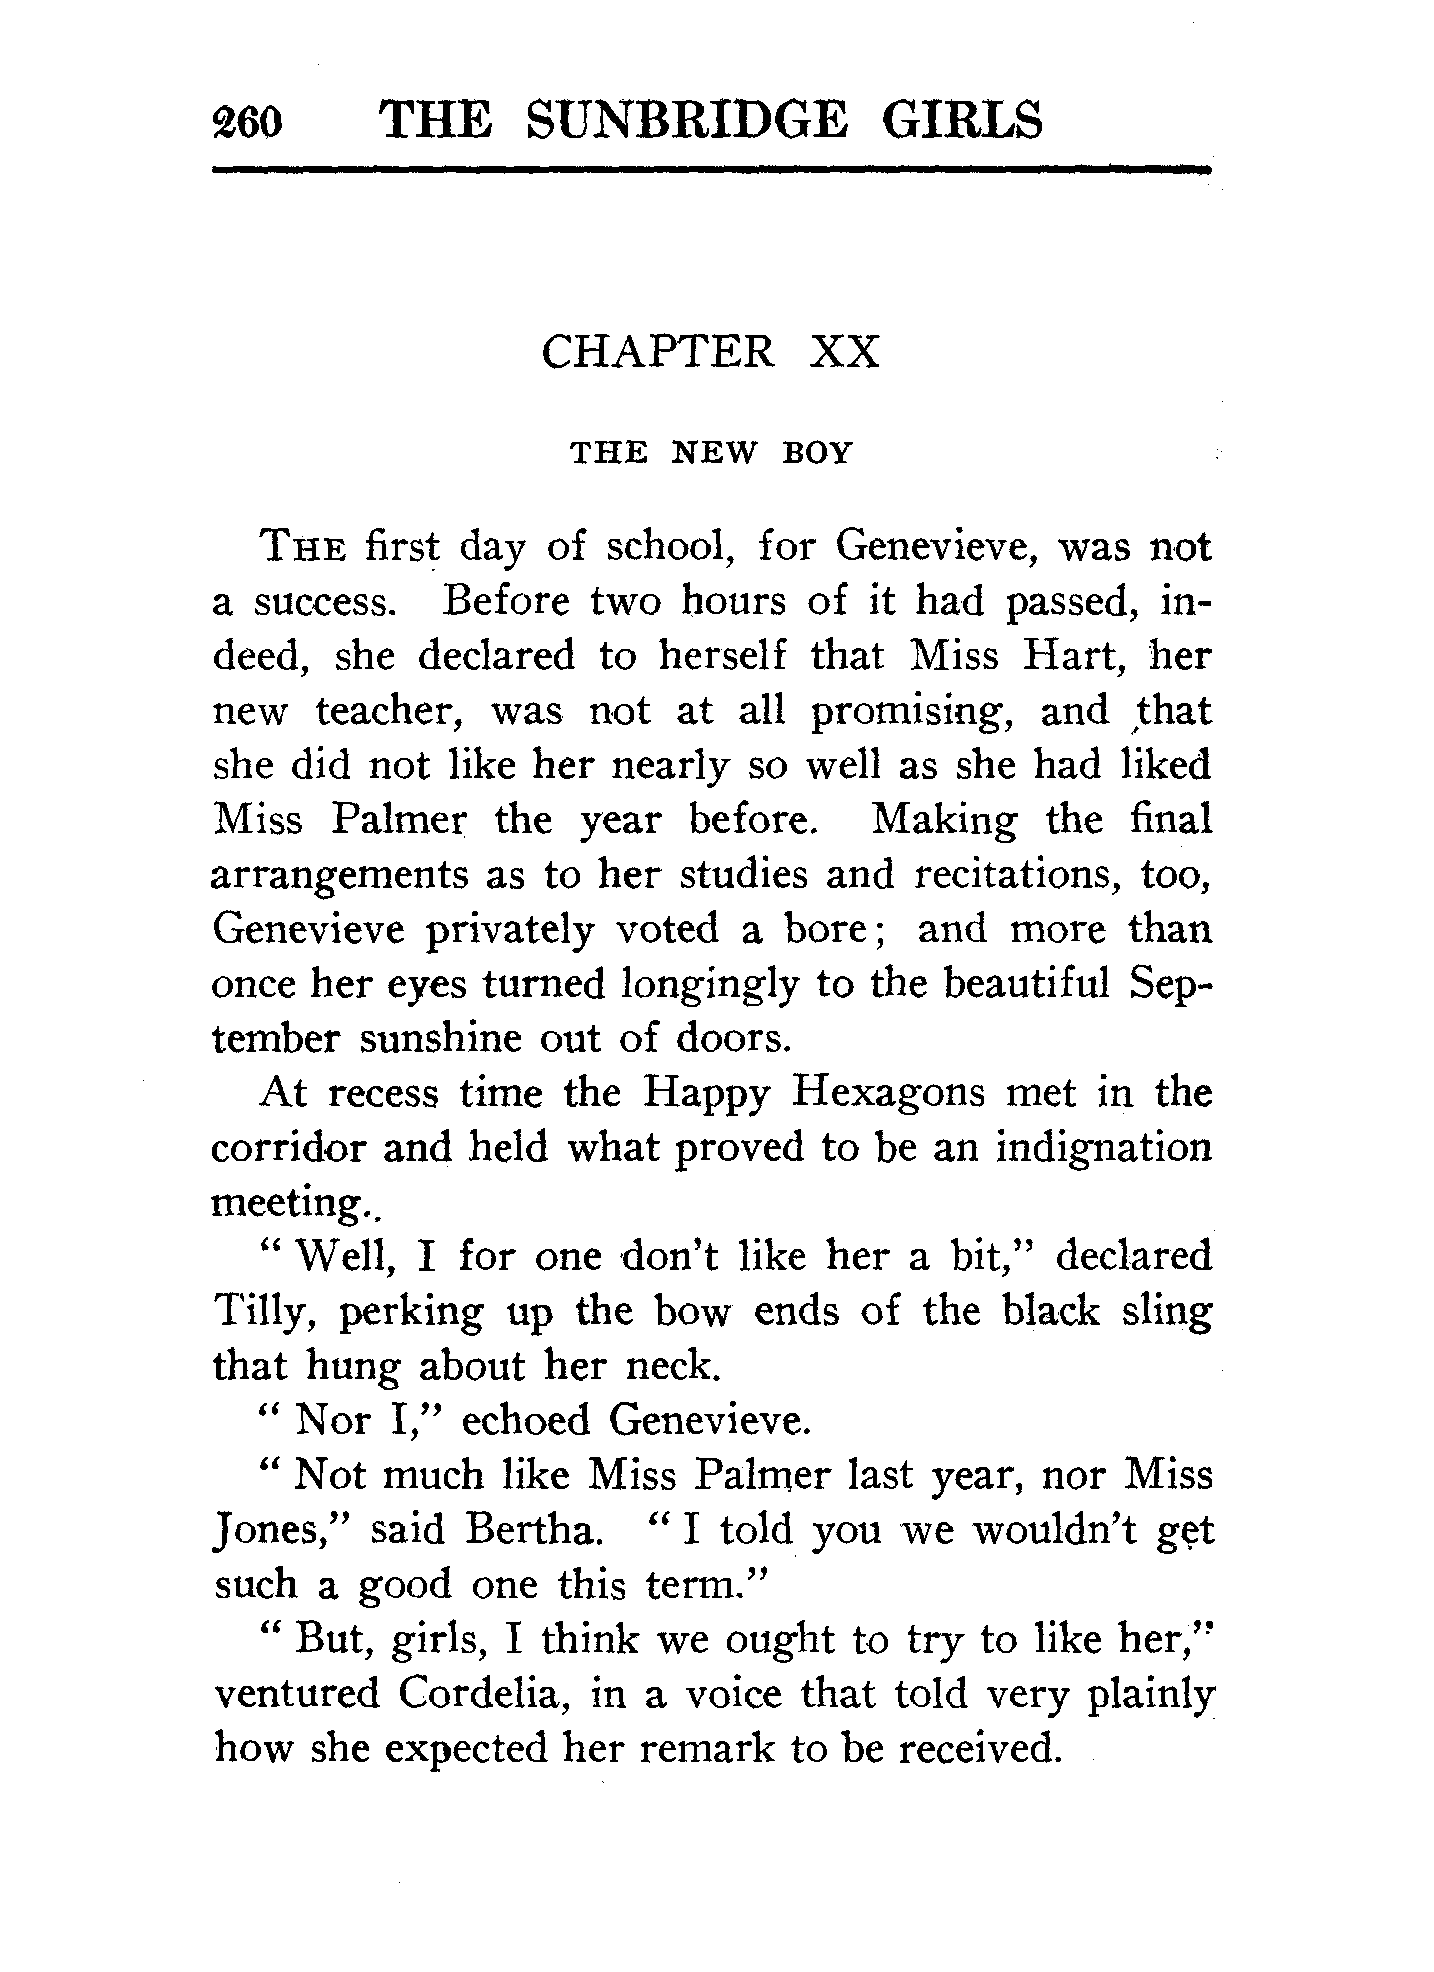 260 THE SUNBRIDGE GIRLS
CHAPTER XX
THE NEW BOY
THE first day of school, for Genevieve, was not
a success. Before two hours of it had passed, in-
deed, she declared to herself that Miss Hart, her
new teacher, was not at all promising, and that
she did not like her nearly so well as she had liked
Miss Palmer the year before. Making the final
arrangements as to her studies and recitations, too,
Genevieve privately voted a bore; and more than
once her eyes turned longingly to the beautiful Sep-
tember sunshine out of doors.
At recess time the Happy Hexagons met in the
corridor and held what proved to be an indignation
meeting.
" Well, I for one don't like her a bit," declared
Tilly, perking up the bow ends of the black sling
that hung about her neck.
" Nor I," echoed Genevieve.
" Not much like Miss Palmer last year, nor Miss
Jones," said Bertha. " I told you we wouldn't get
such a good one this term."
" But, girls, I think we ought to try to like her,"
ventured Cordelia, in a voice that told very plainly
how she expected her remark to be received.